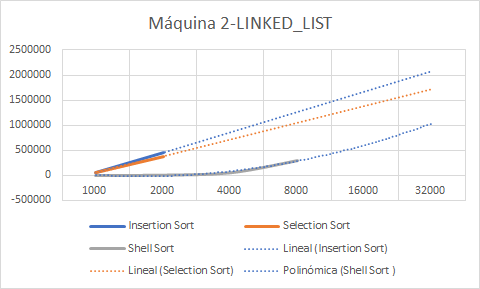 Máquina 2-LINKED_LIST
2500000
2000000
1500000
1000000
500000
0
-500000
1000 2000 4000 8000 16000 32000
Insertion Sort Selection Sort
Shell Sort Lineal (Insertion Sort)
Lineal (Selection Sort) Polinómica (Shell Sort )